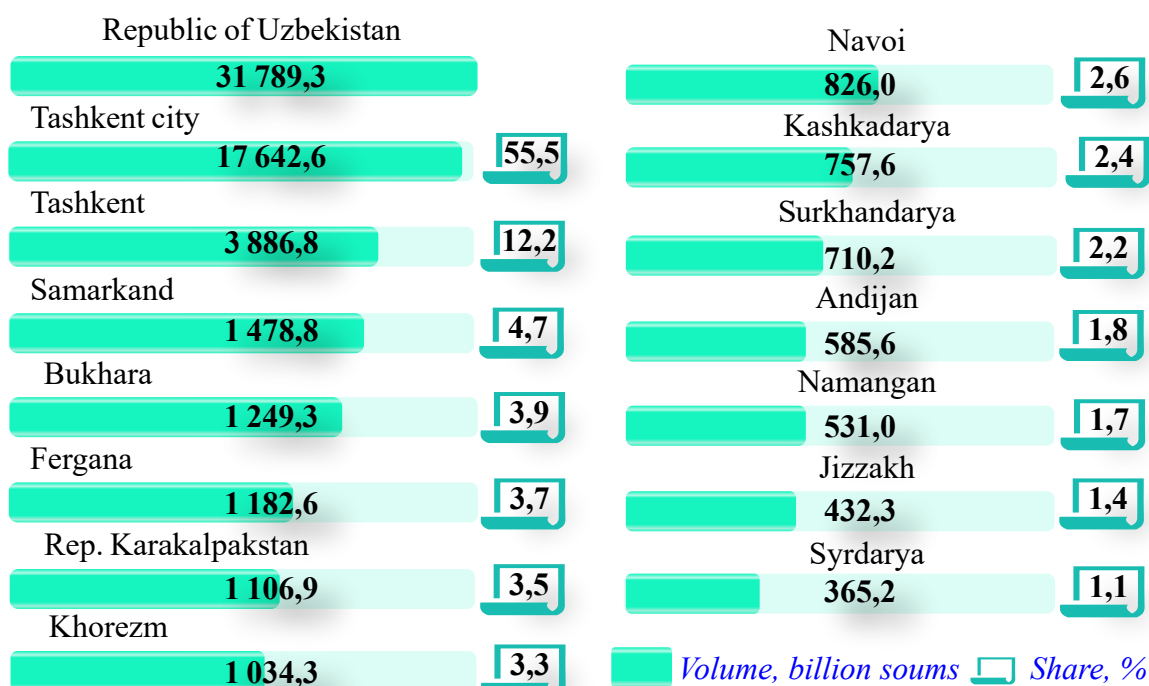 Republic of Uzbekistan
31 789,3
Tashkent city
17 642,6
55,5
Tashkent
3 886,8
12,2
Samarkand
1 478,8
4,7
Bukhara
1 249,3
3,9
Fergana
1 182,6
3,7
Rep. Karakalpakstan
1 106,9
3,5
Khorezm
1 034,3
3,3
Navoi
826,0
2,6
Kashkadarya
757,6
2,4
Surkhandarya
710,2
2,2
Andijan
585,6
1,8
Namangan
531,0
1,7
Jizzakh
432,3
1,4
Syrdarya
365,2
1,1
Volume, billion soums
Share, %